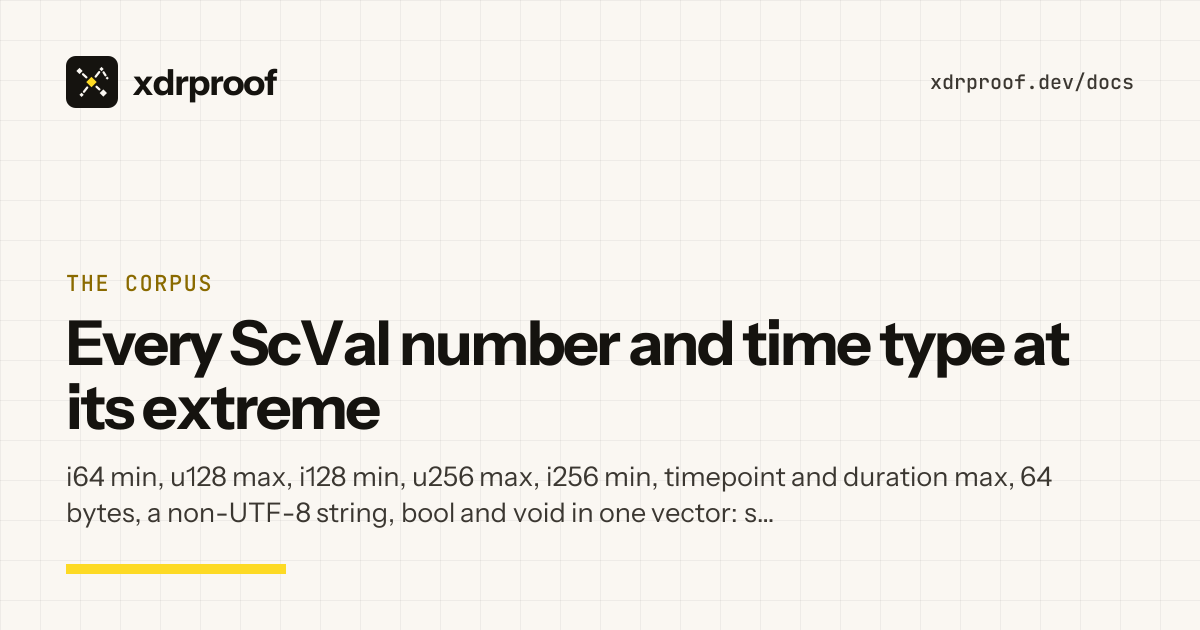 xdrproof
xdrproof.dev/docs
THE CORPUS
Every ScVal number and time type at
its extreme
i64 min, u128 max, i128 min, u256 max, i256 min, timepoint and duration max, 64
bytes, a non-UTF-8 string, bool and void in one vector: s...